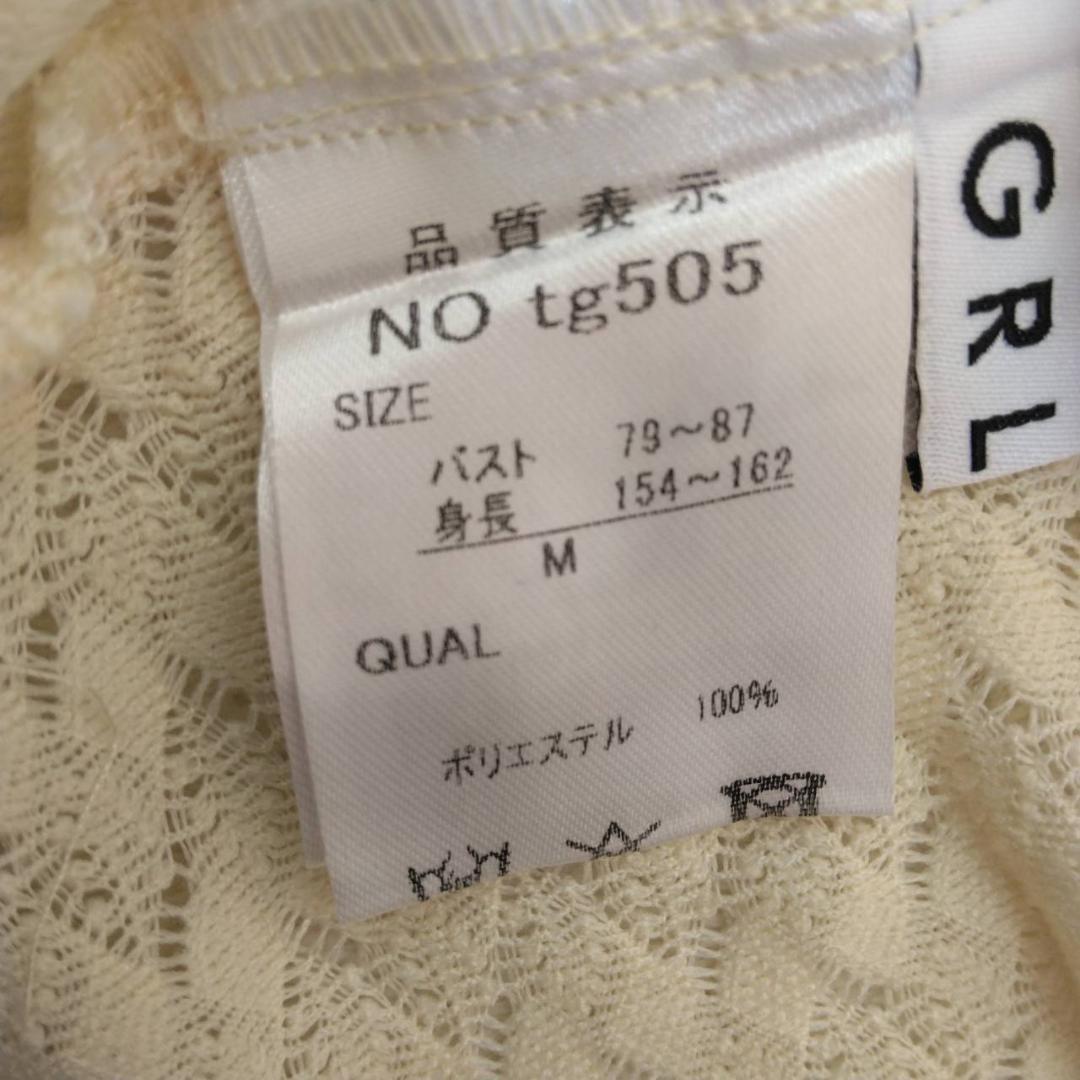 品質表示
NO tg505
SIZE
バスト 79～87
身長 154～162
M
QUAL
ポリエステル 100%
GRL